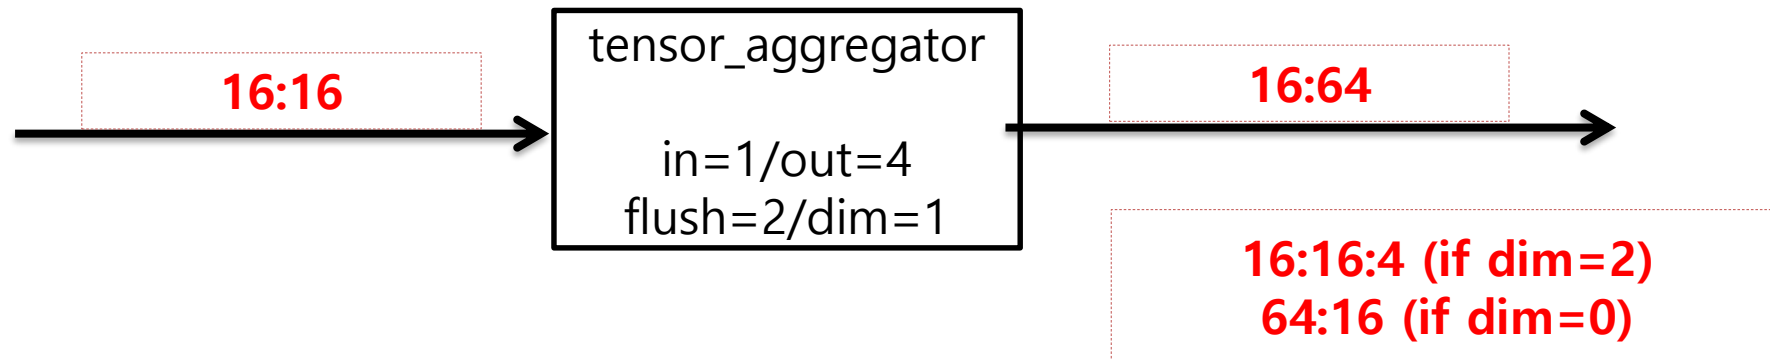 16:16
tensor_aggregator
in=1/out=4
flush=2/dim=1
16:64
16:16:4 (if dim=2)
64:16 (if dim=0)